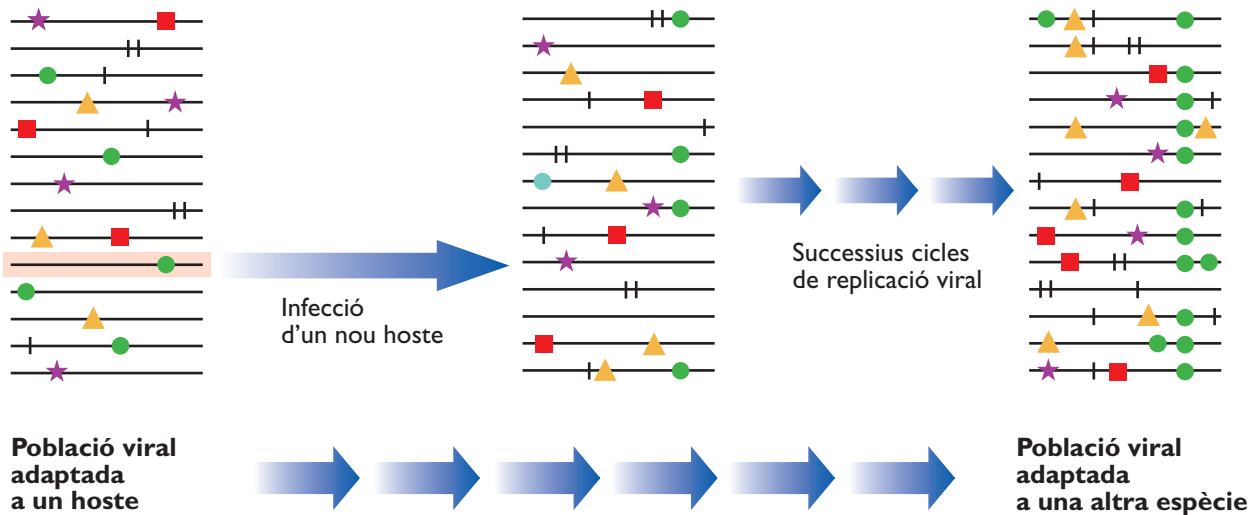 Infecció
d’un nou hoste
Successius cicles
de replicació viral
Població viral
adaptada
a un hoste
Població viral
adaptada
a una altra espècie